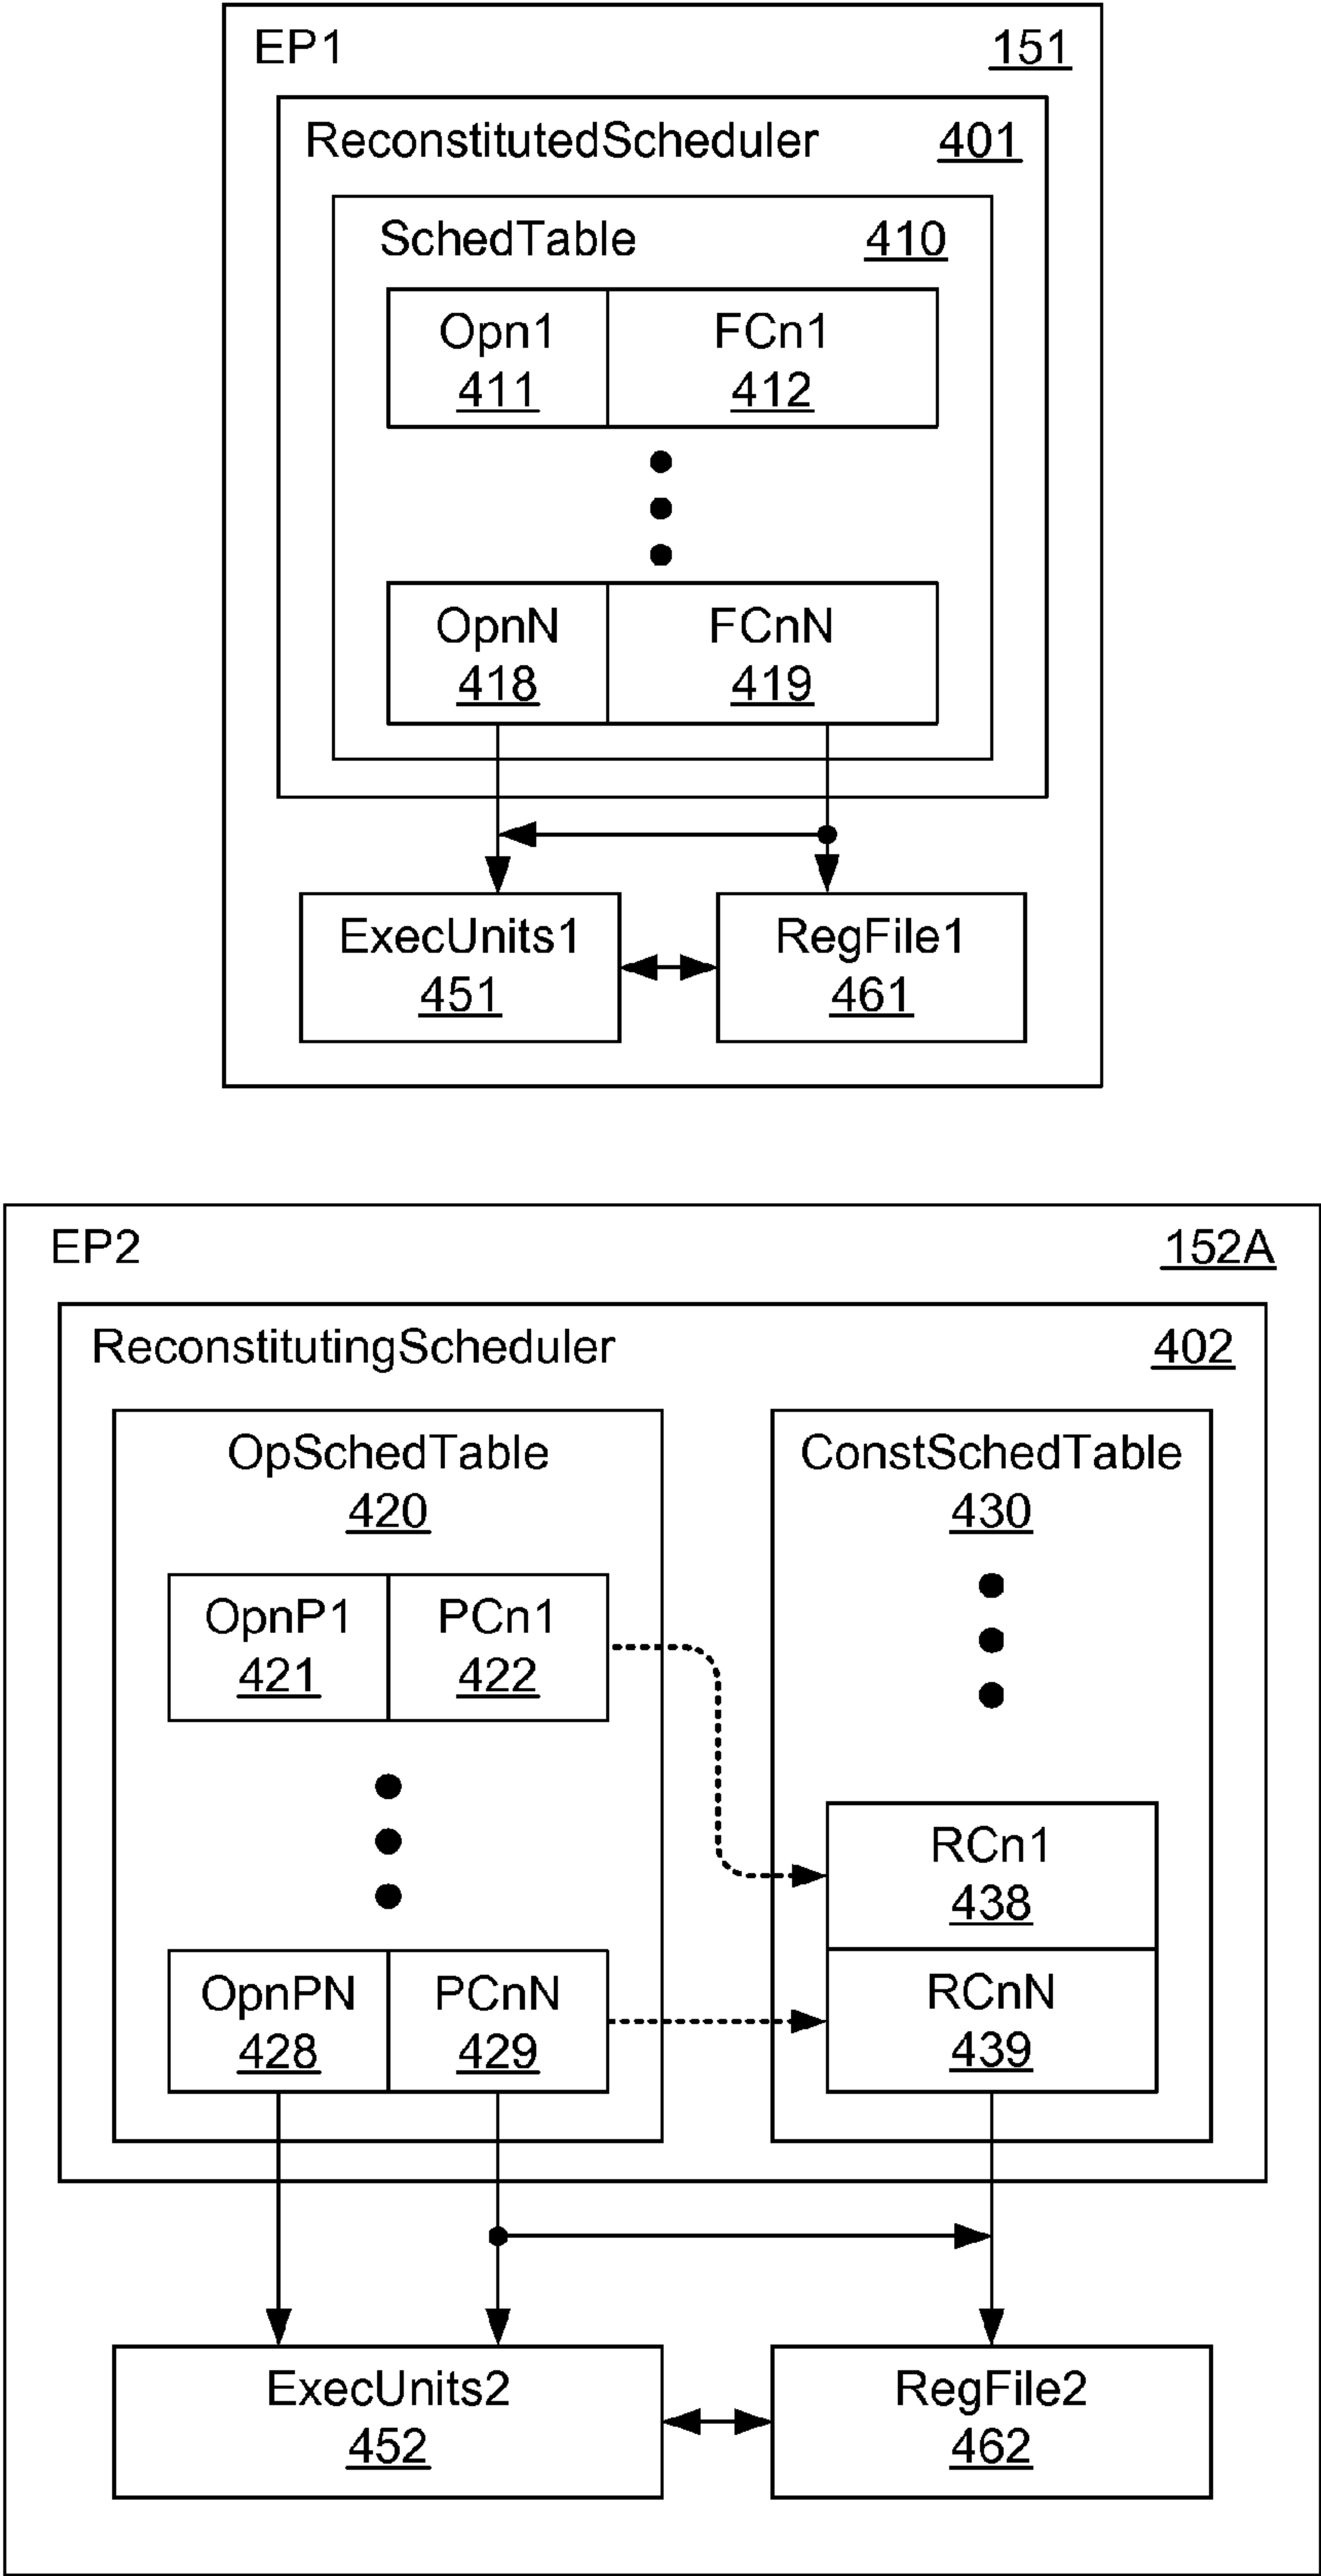 EP1 151
ReconstitutedScheduler 401
SchedTable 410
Opn1 FCn1
411 412
OpnN FCnN
418 419
ExecUnits1 RegFile1
451 461
EP2 152A
ReconstitutingScheduler 402
OpSchedTable ConstSchedTable
420 430
OpnP1 PCn1
421 422
RCn1
438
OpnPN PCnN RCnN
428 429 439
ExecUnits2 RegFile2
452 462